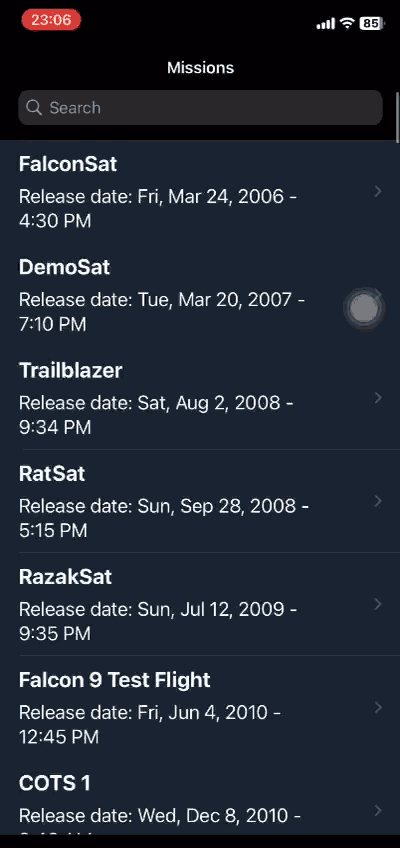 23:06
85
Missions
Search
FalconSat
Release date: Fri, Mar 24, 2006 -
4:30 PM
DemoSat
Release date: Tue, Mar 20, 2007 -
7:10 PM
Trailblazer
Release date: Sat, Aug 2, 2008 -
9:34 PM
RatSat
Release date: Sun, Sep 28, 2008 -
5:15 PM
RazakSat
Release date: Sun, Jul 12, 2009 -
9:35 PM
Falcon 9 Test Flight
Release date: Fri, Jun 4, 2010 -
12:45 PM
COTS 1
Release date: Wed, Dec 8, 2010 -